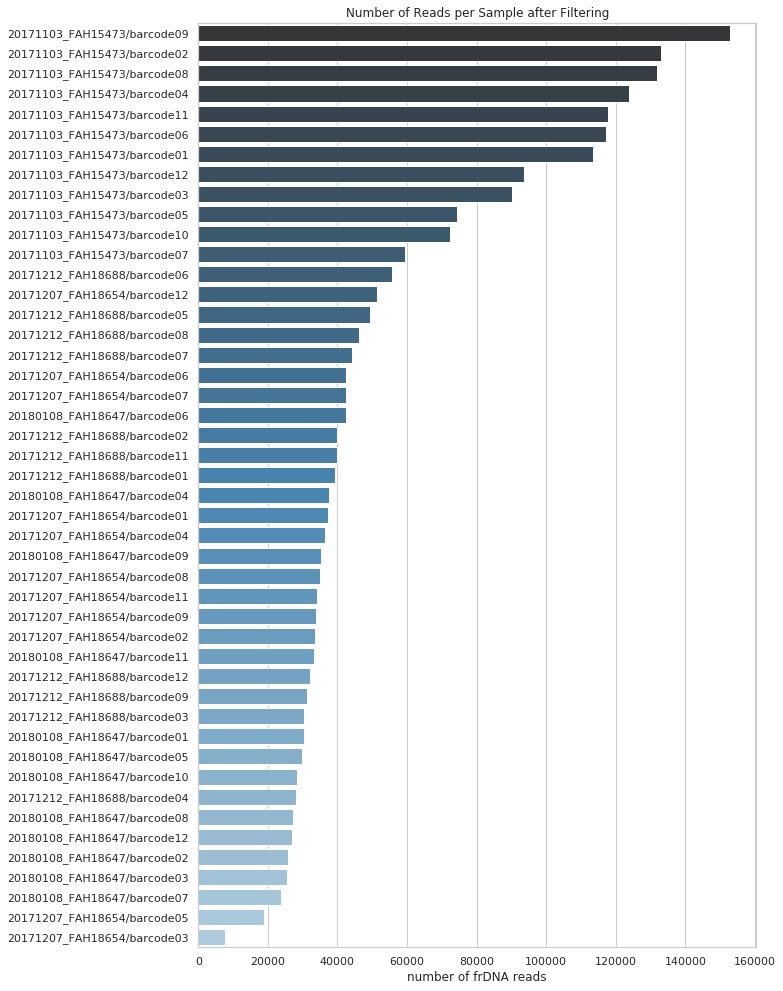 Number of Reads per Sample after Filtering
20171103_FAH15473/barcode09
20171103_FAH15473/barcode02
20171103_FAH15473/barcode08
20171103_FAH15473/barcode04
20171103_FAH15473/barcode11
20171103_FAH15473/barcode06
20171103_FAH15473/barcode01
20171103_FAH15473/barcode12
20171103_FAH15473/barcode03
20171103_FAH15473/barcode05
20171103_FAH15473/barcode10
20171103_FAH15473/barcode07
20171212_FAH18688/barcode06
20171207_FAH18654/barcode12
20171212_FAH18688/barcode05
20171212_FAH18688/barcode08
20171212_FAH18688/barcode07
20171207_FAH18654/barcode06
20171207_FAH18654/barcode07
20180108_FAH18647/barcode06
20171212_FAH18688/barcode02
20171212_FAH18688/barcode11
20171212_FAH18688/barcode01
20180108_FAH18647/barcode04
20171207_FAH18654/barcode01
20171207_FAH18654/barcode04
20180108_FAH18647/barcode09
20171207_FAH18654/barcode08
20171207_FAH18654/barcode11
20171207_FAH18654/barcode09
20171207_FAH18654/barcode02
20180108_FAH18647/barcode11
20171212_FAH18688/barcode12
20171212_FAH18688/barcode09
20171212_FAH18688/barcode03
20180108_FAH18647/barcode01
20180108_FAH18647/barcode05
20180108_FAH18647/barcode10
20171212_FAH18688/barcode04
20180108_FAH18647/barcode08
20180108_FAH18647/barcode12
20180108_FAH18647/barcode02
20180108_FAH18647/barcode03
20180108_FAH18647/barcode07
20171207_FAH18654/barcode05
20171207_FAH18654/barcode03
0 20000 40000 60000 80000 100000 120000 140000 160000
number of frDNA reads